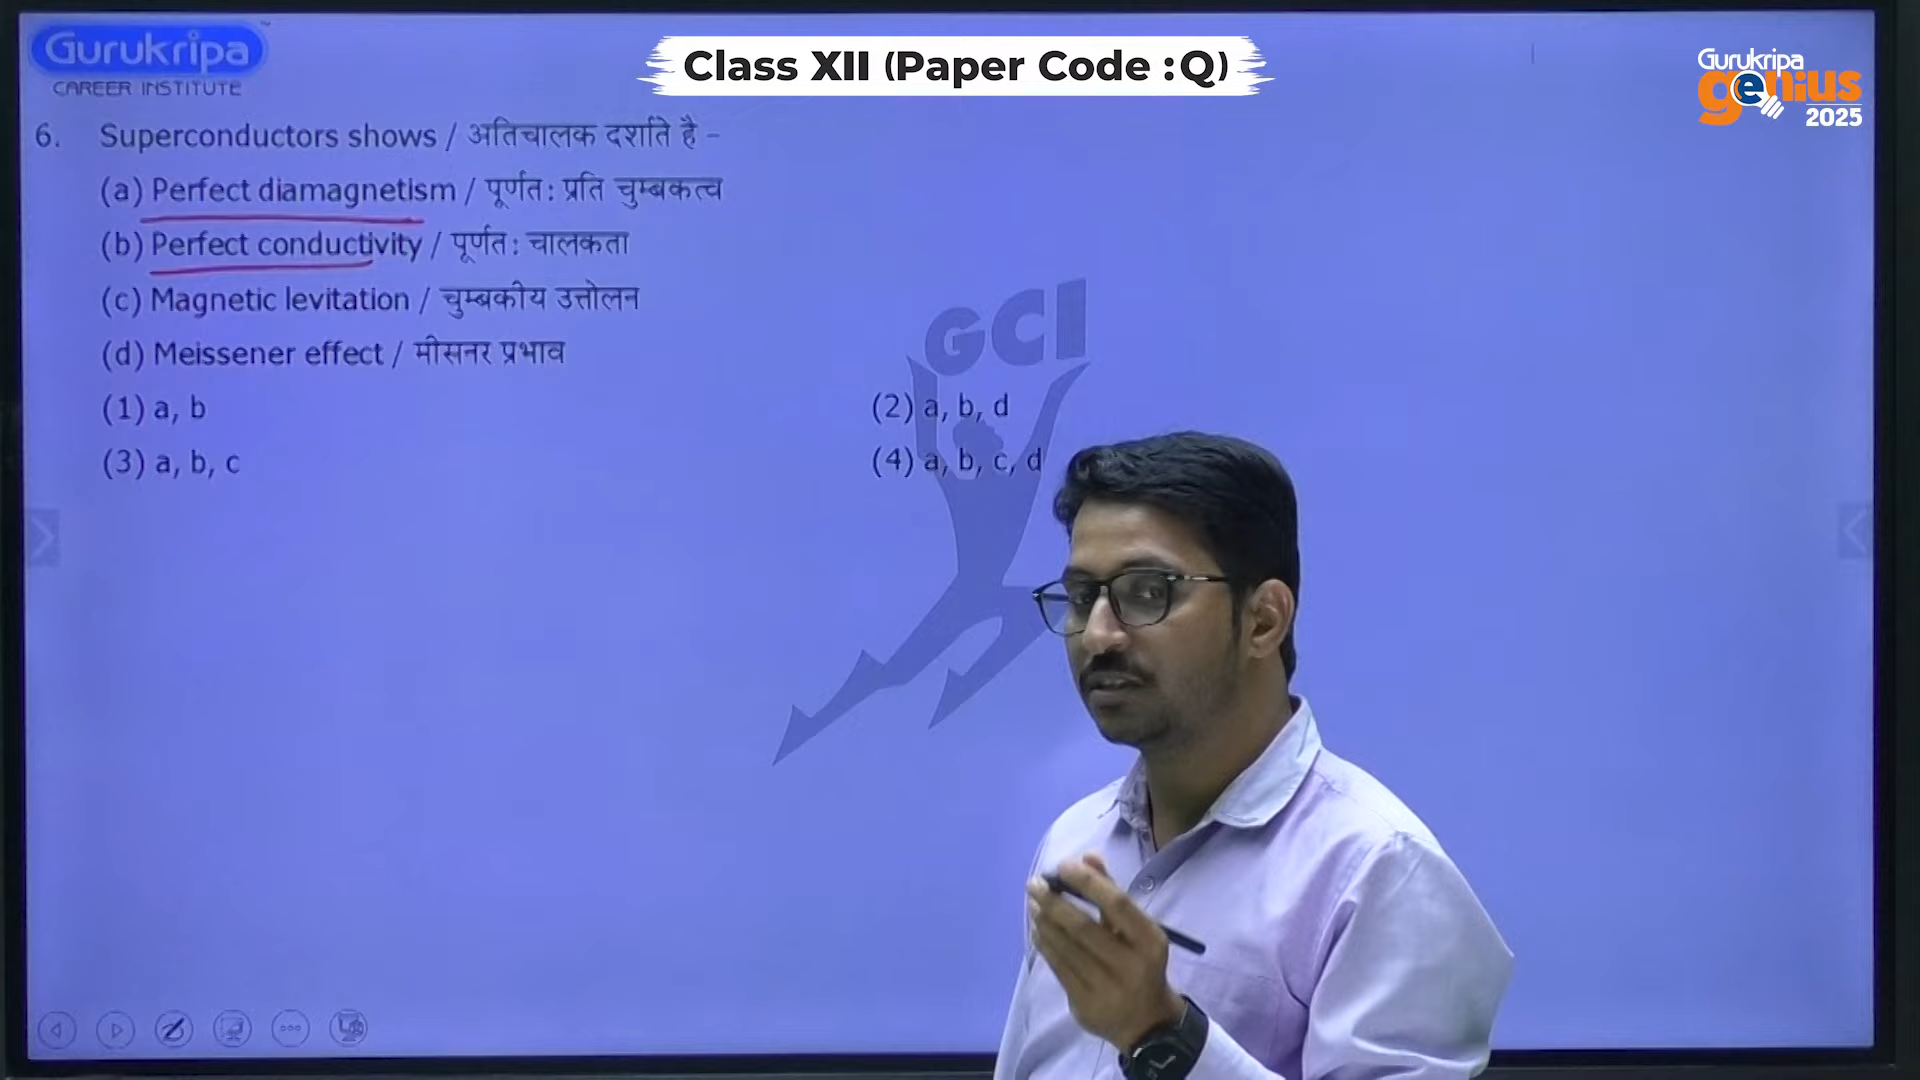 Gurukripa
CAREER INSTITUTE
Class XII (Paper Code :Q)
Gurukripa
genius
2025
6. Superconductors shows / अतिचालक दर्शाते है –
(a) Perfect diamagnetism / पूर्णत: प्रति चुम्बकत्व
(b) Perfect conductivity / पूर्णत: चालकता
(c) Magnetic levitation / चुम्बकीय उत्तोलन
(d) Meissener effect / मीसनर प्रभाव
(1) a, b
(2) a, b, d
(3) a, b, c
(4) a, b, c, d
GCI